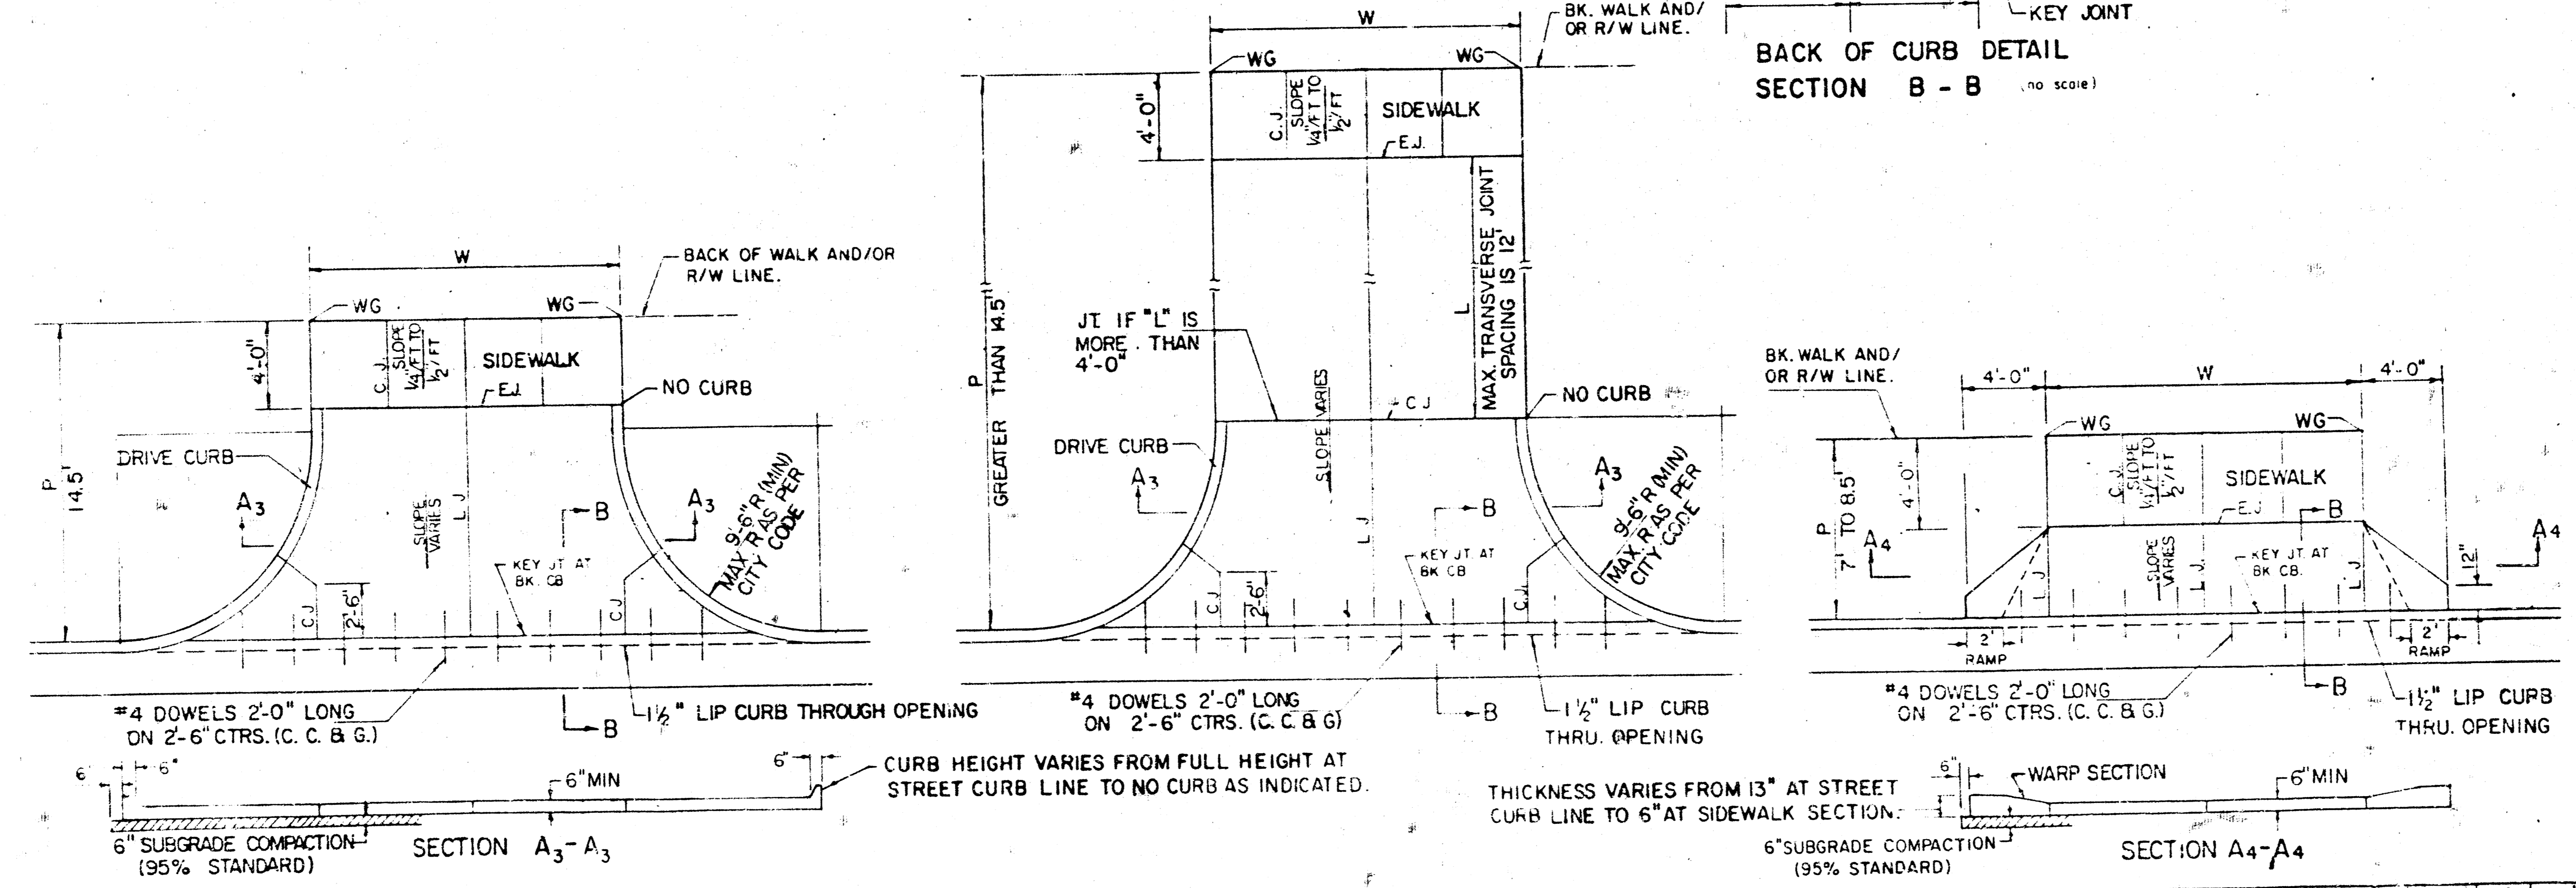 KEY JOINT
BACK OF CURB DETAIL
SECTION B - B (no scale)
W
BACK OF WALK AND/OR
R/W LINE.
WG
WG
4'-0"
C. J.
SLOPE
1/4"/FT TO
1/2"/FT
SIDEWALK
E.J.
NO CURB
P
14.5'
DRIVE CURB
A3
A3
SLOPE
VARIES
L J
B
9'-6" R (MIN)
MAX. R AS PER
CITY CODE
KEY JT. AT
BK. CB
CJ
2'-6"
CJ
#4 DOWELS 2'-0" LONG
ON 2'-6" CTRS. (C. C. & G.)
B
1½" LIP CURB THROUGH OPENING
6"
6"
6" MIN
6"
CURB HEIGHT VARIES FROM FULL HEIGHT AT
STREET CURB LINE TO NO CURB AS INDICATED.
6" SUBGRADE COMPACTION
(95% STANDARD)
SECTION A3-A3
W
BK. WALK AND/
OR R/W LINE.
WG
WG
4'-0"
C.J.
SLOPE
1/4"/FT TO
1/2"/FT
SIDEWALK
E.J.
P
GREATER THAN 14.5'
L
MAX. TRANSVERSE JOINT
SPACING IS 12'
JT. IF "L" IS
MORE THAN
4'-0"
SLOPE VARIES
C J
NO CURB
DRIVE CURB
A3
A3
L J
B
9'-6" R (MIN)
MAX. R AS PER
CITY CODE
KEY JT. AT
BK CB
C.J.
2'-6"
C.J.
#4 DOWELS 2'-0" LONG
ON 2'-6" CTRS. (C. C. & G)
B
1½" LIP CURB
THRU. OPENING
BK. WALK AND/
OR R/W LINE.
4'-0"
W
4'-0"
WG
WG
P
7' TO 8.5'
4'-0"
C.J.
SLOPE
1/4"/FT TO
1/2"/FT
SIDEWALK
E.J
B
A4
A4
L J
SLOPE
VARIES
L. J.
KEY JT. AT
BK CB.
L J
12"
2'
RAMP
2'
RAMP
#4 DOWELS 2'-0" LONG
ON 2'-6" CTRS. (C. C. & G.)
B
1½" LIP CURB
THRU. OPENING
THICKNESS VARIES FROM 13" AT STREET
CURB LINE TO 6" AT SIDEWALK SECTION.
6"
WARP SECTION
6" MIN
6" SUBGRADE COMPACTION
(95% STANDARD)
SECTION A4-A4